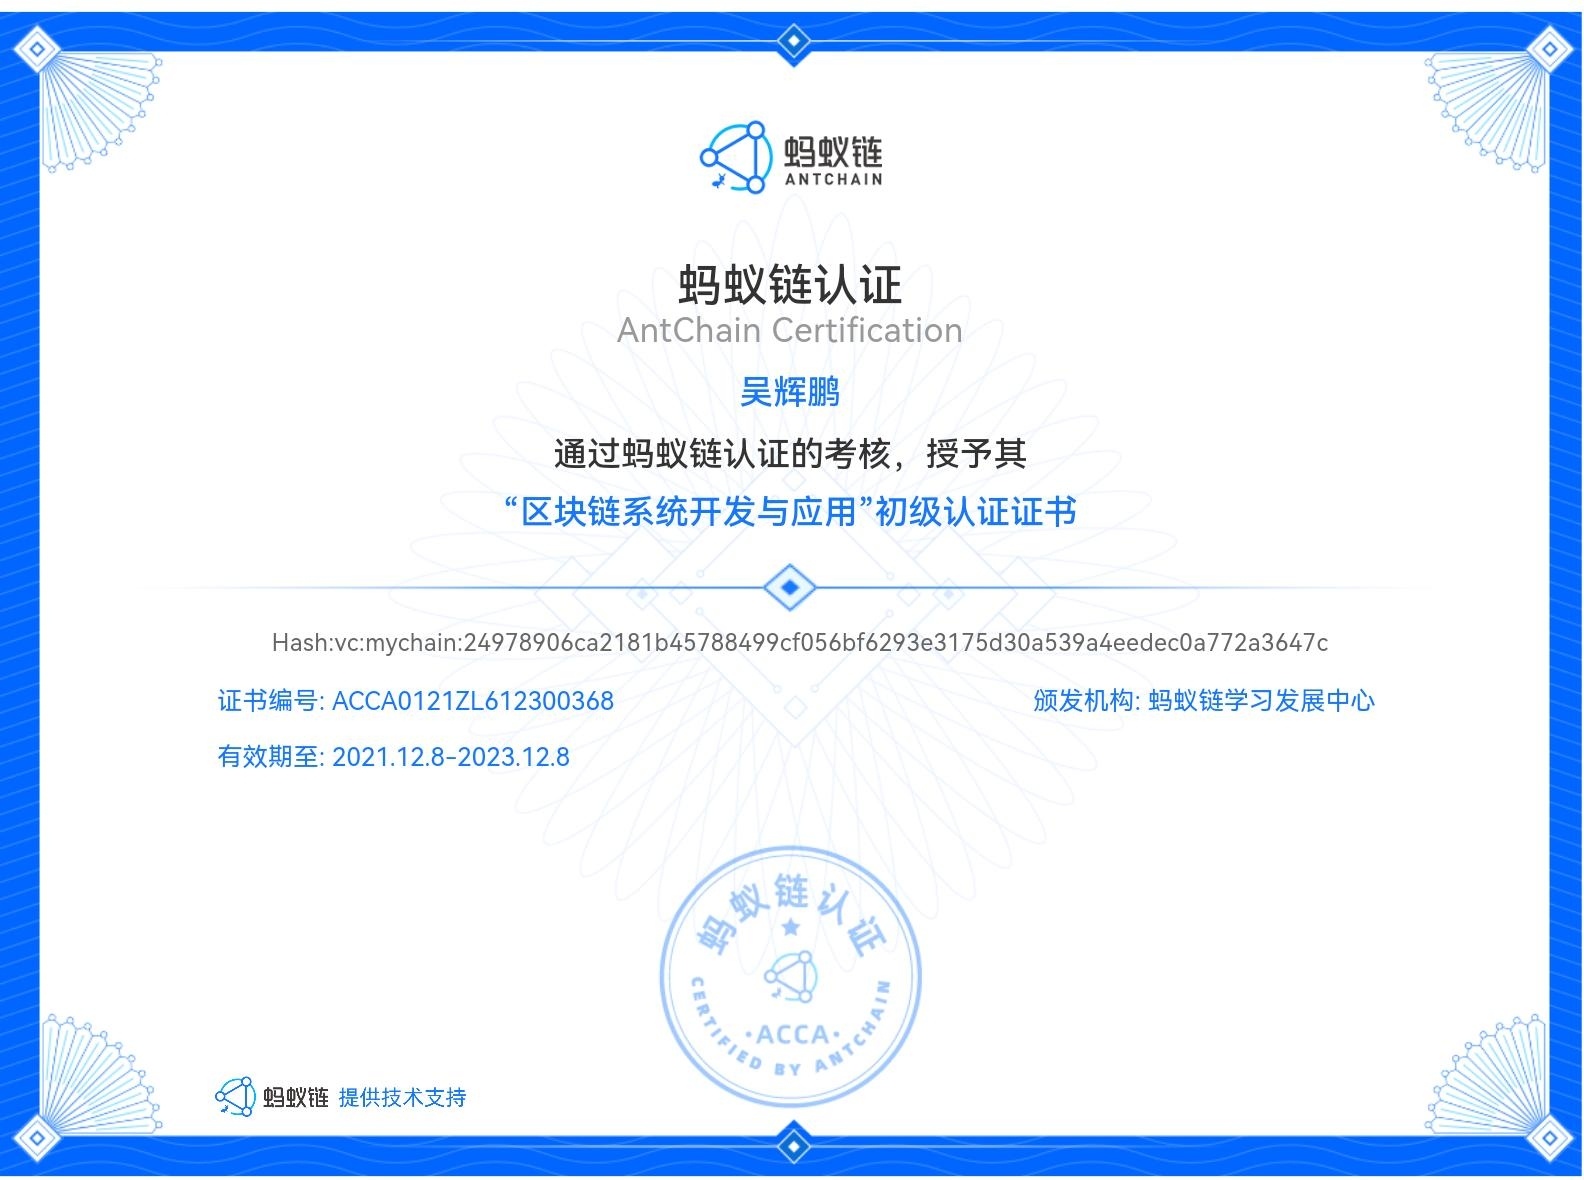 蚂蚁链
ANTCHAIN
蚂蚁链认证
AntChain Certification
吴辉鹏
通过蚂蚁链认证的考核，授予其
“区块链系统开发与应用”初级认证证书
Hash:vc:mychain:24978906ca2181b45788499cf056bf6293e3175d30a539a4eedec0a772a3647c
证书编号: ACCA0121ZL612300368
颁发机构: 蚂蚁链学习发展中心
有效期至: 2021.12.8-2023.12.8
蚂蚁链认证
·ACCA·
CERTIFIED BY ANTCHAIN
蚂蚁链 提供技术支持